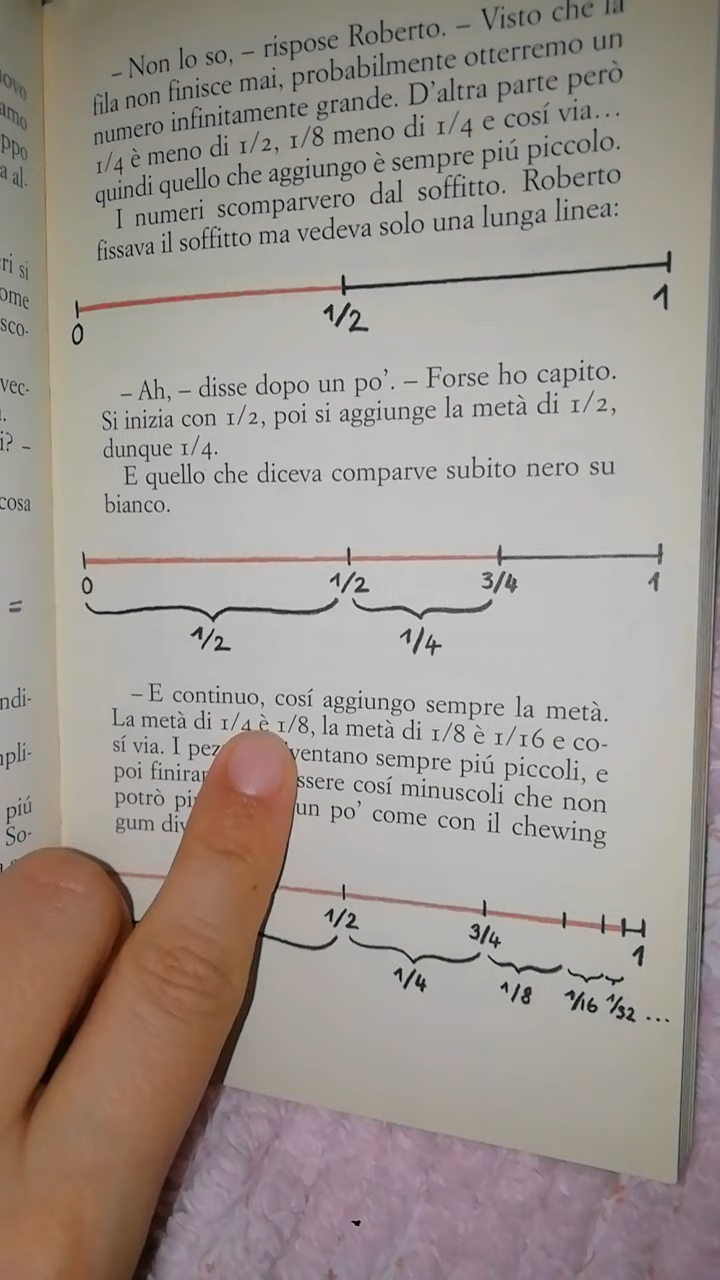 – Non lo so, – rispose Roberto. – Visto che la
fila non finisce mai, probabilmente otterremo un
numero infinitamente grande. D'altra parte però
1/4 è meno di 1/2, 1/8 meno di 1/4 e cosí via…
quindi quello che aggiungo è sempre piú piccolo.
I numeri scomparvero dal soffitto. Roberto
fissava il soffitto ma vedeva solo una lunga linea:
0 1/2 1
– Ah, – disse dopo un po'. – Forse ho capito.
Si inizia con 1/2, poi si aggiunge la metà di 1/2,
dunque 1/4.
E quello che diceva comparve subito nero su
bianco.
0 1/2 3/4 1
1/2 1/4
– E continuo, cosí aggiungo sempre la metà.
La metà di 1/4 è 1/8, la metà di 1/8 è 1/16 e co-
sí via. I sempre piú piccoli, e
poi cosí minuscoli che non
potrò un po' come con il chewing
gum
1/2 3/4 1
1/4 1/8 1/16 1/32 ...